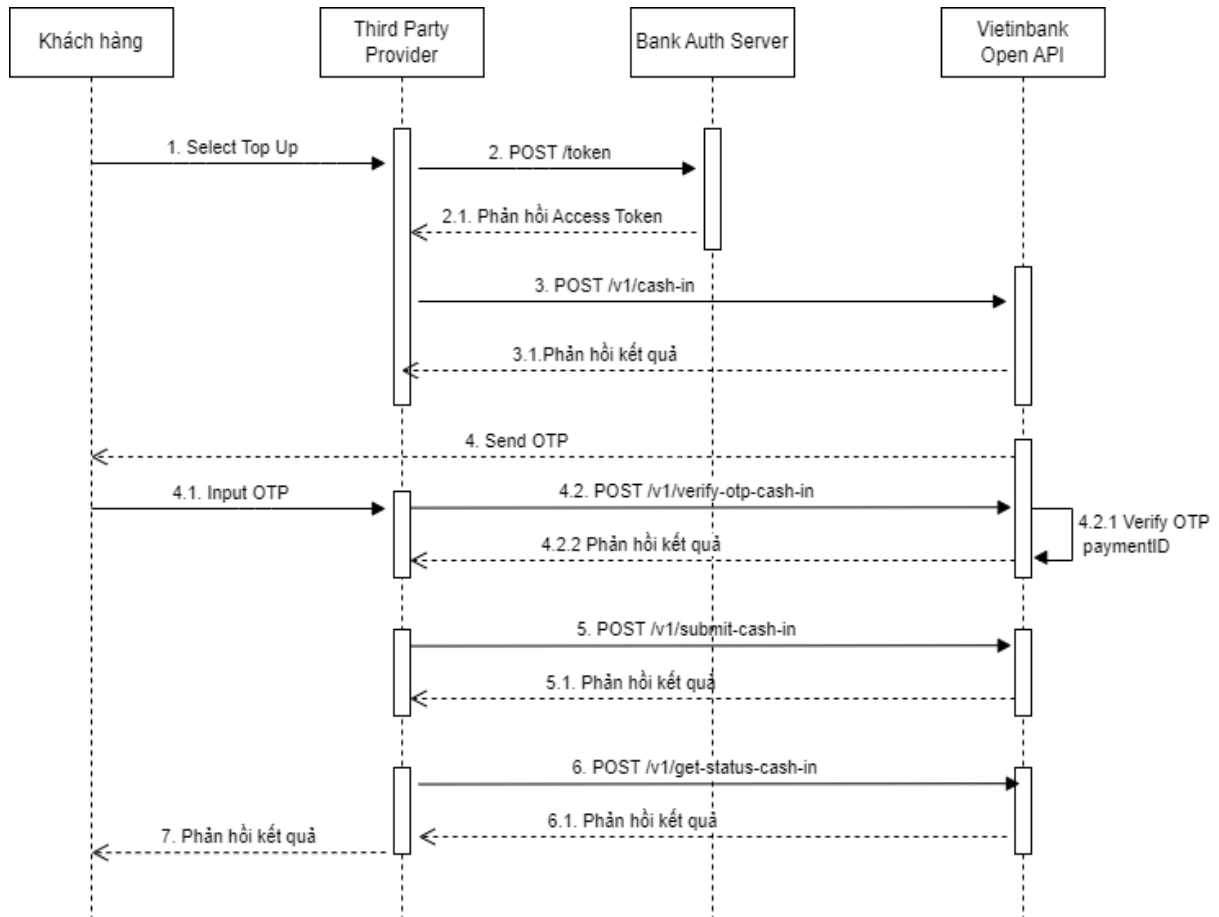 Khách hàng
Third Party
Provider
Bank Auth Server
Vietinbank
Open API
1. Select Top Up
2. POST /token
2.1. Phản hồi Access Token
3. POST /v1/cash-in
3.1.Phản hồi kết quả
4. Send OTP
4.1. Input OTP
4.2. POST /v1/verify-otp-cash-in
4.2.1 Verify OTP
paymentID
4.2.2 Phản hồi kết quả
5. POST /v1/submit-cash-in
5.1. Phản hồi kết quả
6. POST /v1/get-status-cash-in
6.1. Phản hồi kết quả
7. Phản hồi kết quả